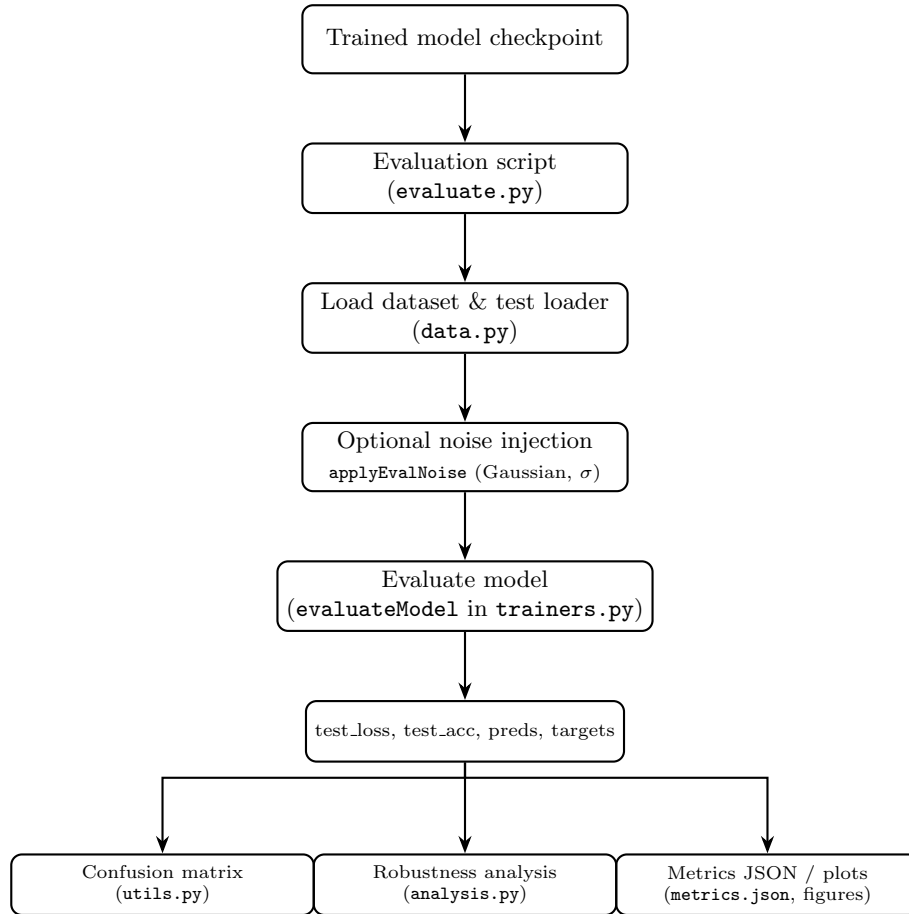 Trained model checkpoint
Evaluation script
(evaluate.py)
Load dataset & test loader
(data.py)
Optional noise injection
applyEvalNoise (Gaussian, σ)
Evaluate model
(evaluateModel in trainers.py)
test_loss, test_acc, preds, targets
Confusion matrix
(utils.py)
Robustness analysis
(analysis.py)
Metrics JSON / plots
(metrics.json, figures)